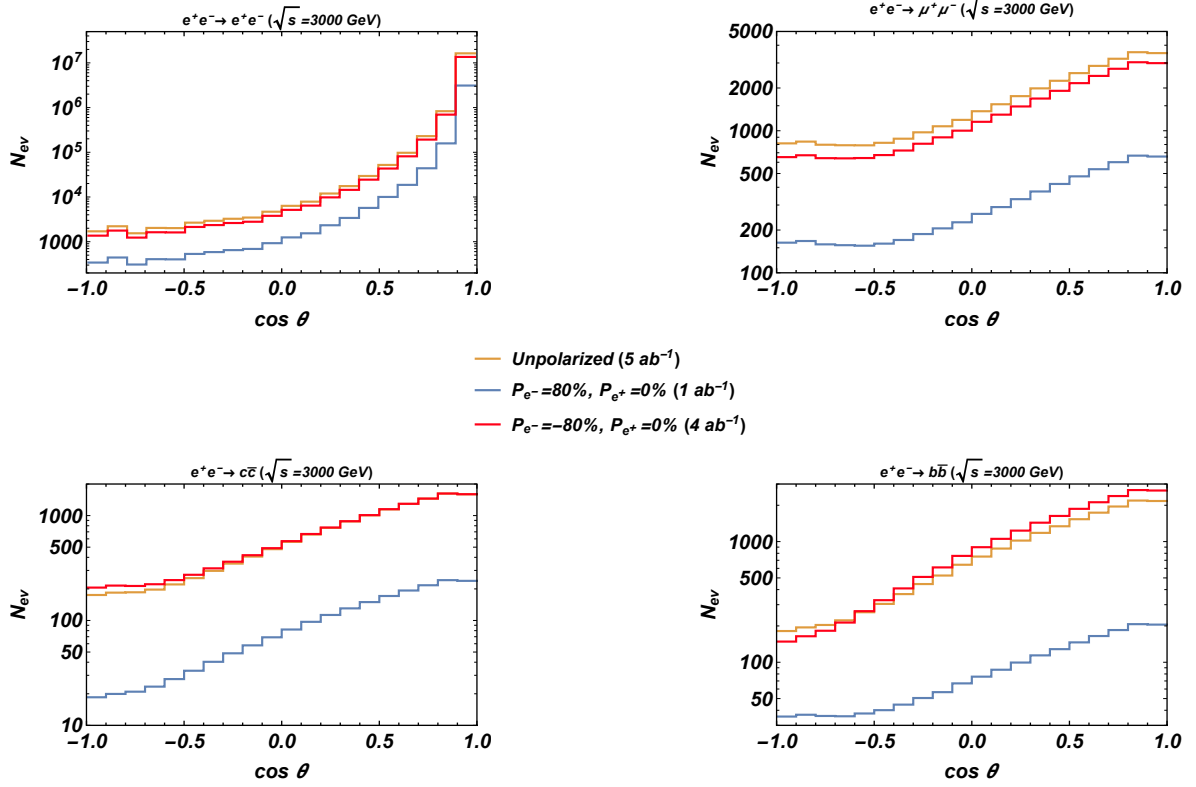 e⁺e⁻→ e⁺e⁻ (√s =3000 GeV)
N_ev
10⁷
10⁶
10⁵
10⁴
1000
−1.0 −0.5 0.0 0.5 1.0
cos θ
e⁺e⁻→ μ⁺μ⁻ (√s =3000 GeV)
N_ev
5000
1000
500
200
100
−1.0 −0.5 0.0 0.5 1.0
cos θ
Unpolarized (5 ab⁻¹)
P_e⁻=80%, P_e⁺=0% (1 ab⁻¹)
P_e⁻=−80%, P_e⁺=0% (4 ab⁻¹)
e⁺e⁻→ cc̅ (√s =3000 GeV)
N_ev
1000
500
100
50
10
−1.0 −0.5 0.0 0.5 1.0
cos θ
e⁺e⁻→ bb̅ (√s =3000 GeV)
N_ev
1000
500
100
50
−1.0 −0.5 0.0 0.5 1.0
cos θ